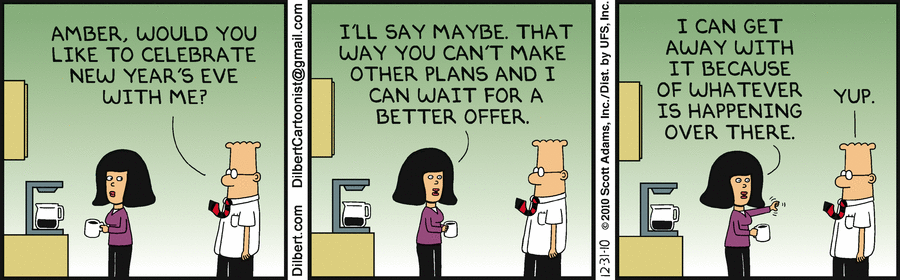 AMBER, WOULD YOU
LIKE TO CELEBRATE
NEW YEAR'S EVE
WITH ME?
Dilbert.com DilbertCartoonist@gmail.com
I'LL SAY MAYBE. THAT
WAY YOU CAN'T MAKE
OTHER PLANS AND I
CAN WAIT FOR A
BETTER OFFER.
12-31-10 ©2010 Scott Adams, Inc./Dist. by UFS, Inc.
I CAN GET
AWAY WITH
IT BECAUSE
OF WHATEVER
IS HAPPENING
OVER THERE.
YUP.